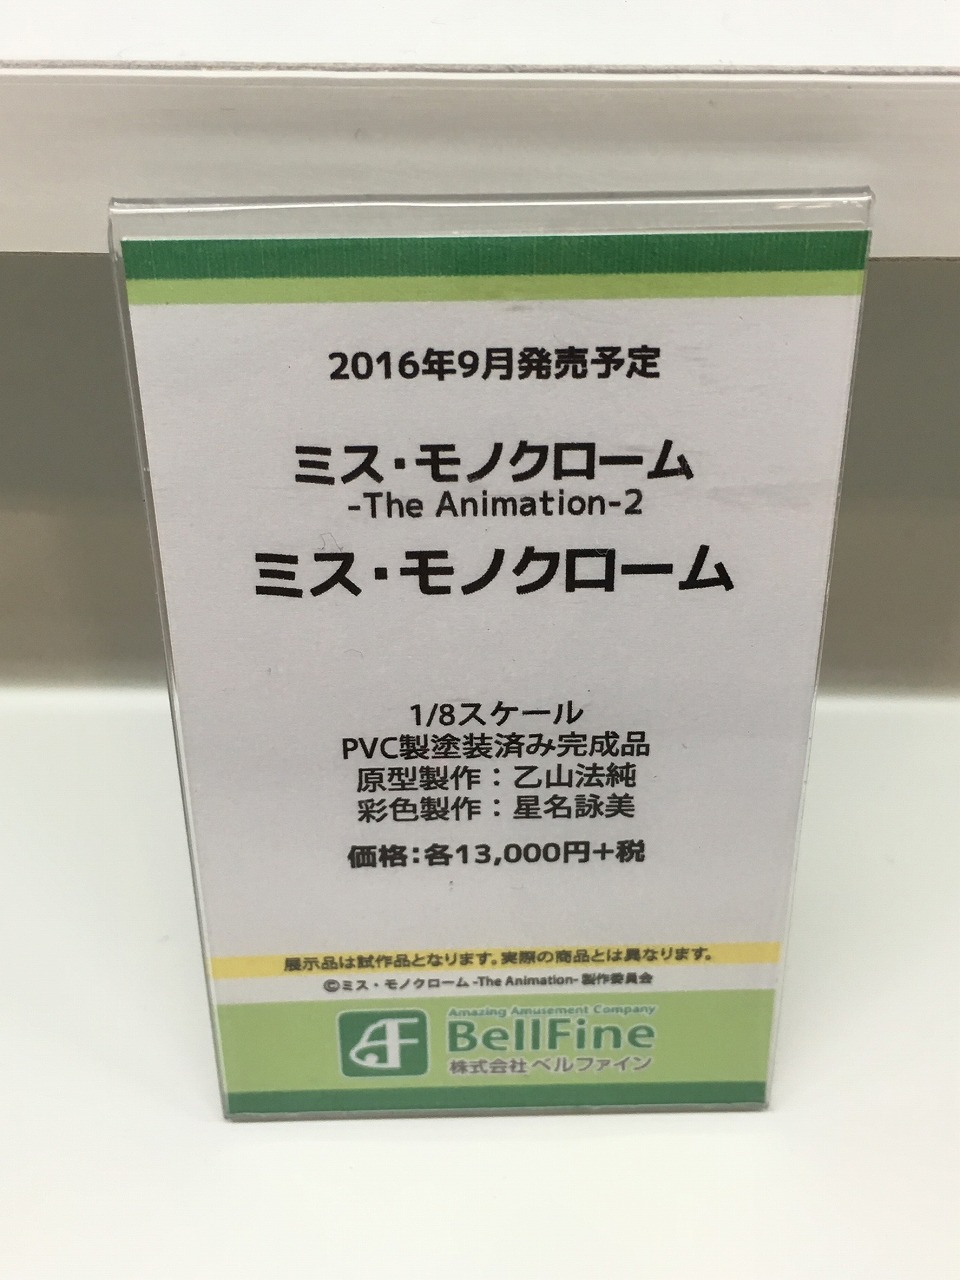 2016年9月発売予定
ミス・モノクローム
-The Animation-2
ミス・モノクローム
1/8スケール
PVC製塗装済み完成品
原型製作：乙山法純
彩色製作：星名詠美
価格：各13,000円+税
展示品は試作品となります。実際の商品とは異なります。
©ミス・モノクローム -The Animation- 製作委員会
Amazing Amusement Company
BellFine
株式会社 ベルファイン